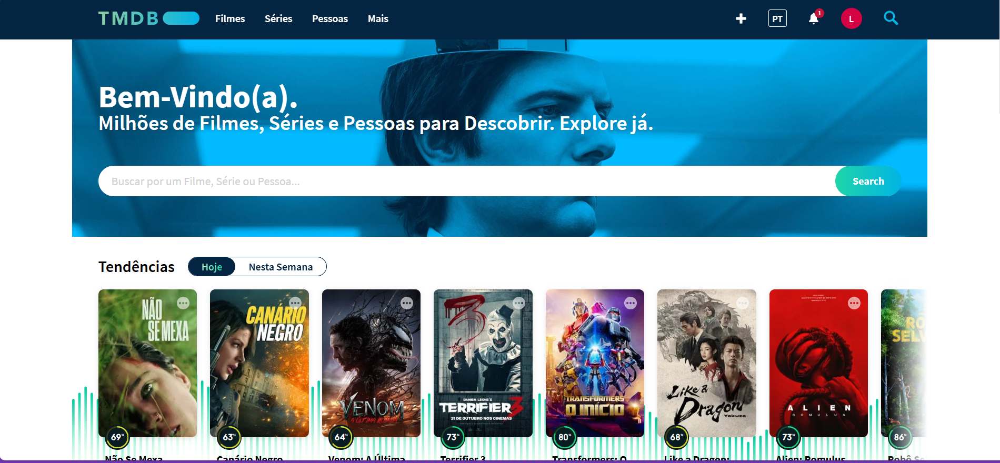 TMDB Filmes Séries Pessoas Mais PT 1 L
Bem-Vindo(a).
Milhões de Filmes, Séries e Pessoas para Descobrir. Explore já.
Buscar por um Filme, Série ou Pessoa... Search
Tendências Hoje Nesta Semana
NÃO
SE MEXA
CANÁRIO
NEGRO
VENOM
A ÚLTIMA RODADA
3
DAMIEN LEONE'S
TERRIFIER 3
31 DE OUTUBRO NOS CINEMAS
TRANSFORMERS
O INÍCIO
Like a
Dragon
-Yakuza-
ALIEN
ROMULUS
RÔ
SELV
69% 63% 64% 73% 80% 68% 73% 86%
Não Se Mexa Canário Negro Venom: A Última Terrifier 3 Transformers: O Like a Dragon: Alien: Romulus Robô Se